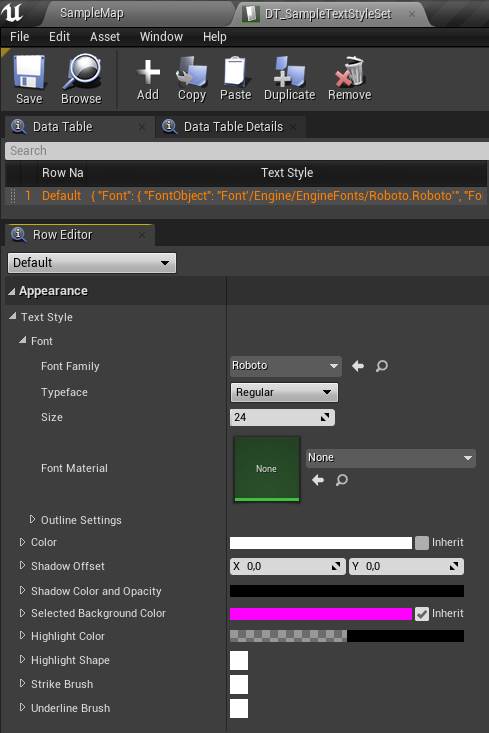 SampleMap
DT_SampleTextStyleSet
File Edit Asset Window Help
Save Browse Add Copy Paste Duplicate Remove
Data Table Data Table Details
Search
Row Na Text Style
1 Default { "Font": { "FontObject": "Font'/Engine/EngineFonts/Roboto.Roboto'", "Fo
Row Editor
Default
Appearance
Text Style
Font
Font Family Roboto
Typeface Regular
Size 24
Font Material None None
Outline Settings
Color Inherit
Shadow Offset X 0,0 Y 0,0
Shadow Color and Opacity
Selected Background Color Inherit
Highlight Color
Highlight Shape
Strike Brush
Underline Brush